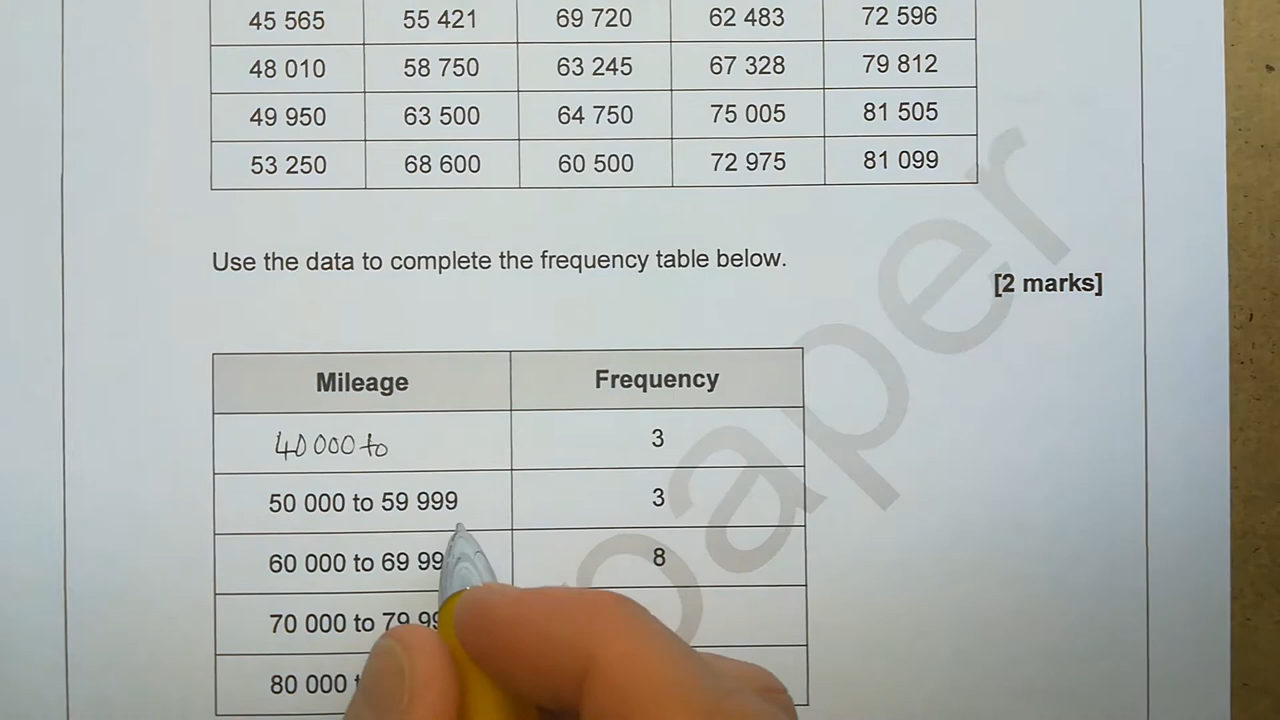 45 565 55 421 69 720 62 483 72 596
48 010 58 750 63 245 67 328 79 812
49 950 63 500 64 750 75 005 81 505
53 250 68 600 60 500 72 975 81 099
Use the data to complete the frequency table below.
[2 marks]
Mileage Frequency
40 000 to 3
50 000 to 59 999 3
60 000 to 69 99 8
70 000 to 79 99
80 000
paper